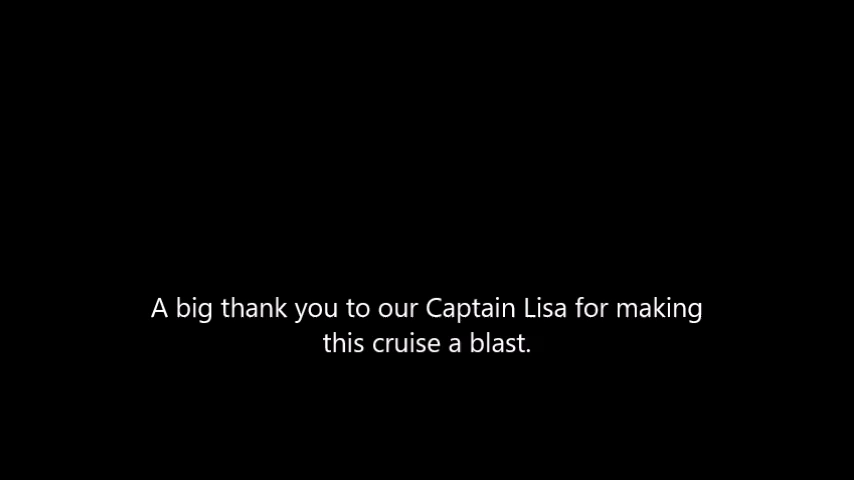 A big thank you to our Captain Lisa for making
this cruise a blast.